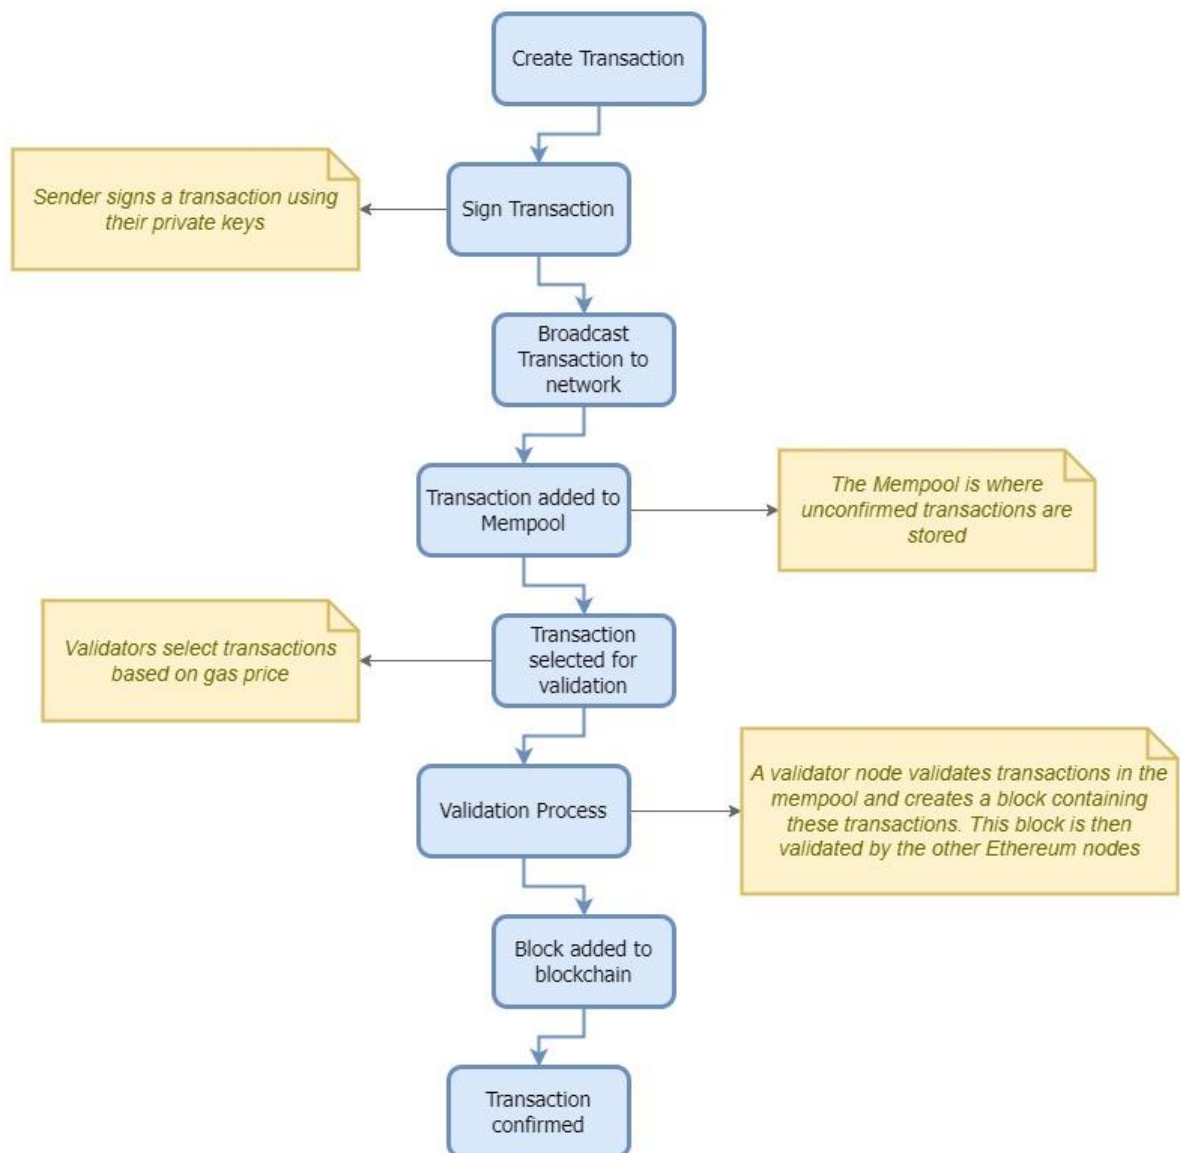 Create Transaction
Sender signs a transaction using
their private keys
Sign Transaction
Broadcast
Transaction to
network
Transaction added to
Mempool
The Mempool is where
unconfirmed transactions are
stored
Validators select transactions
based on gas price
Transaction
selected for
validation
Validation Process
A validator node validates transactions in the
mempool and creates a block containing
these transactions. This block is then
validated by the other Ethereum nodes
Block added to
blockchain
Transaction
confirmed